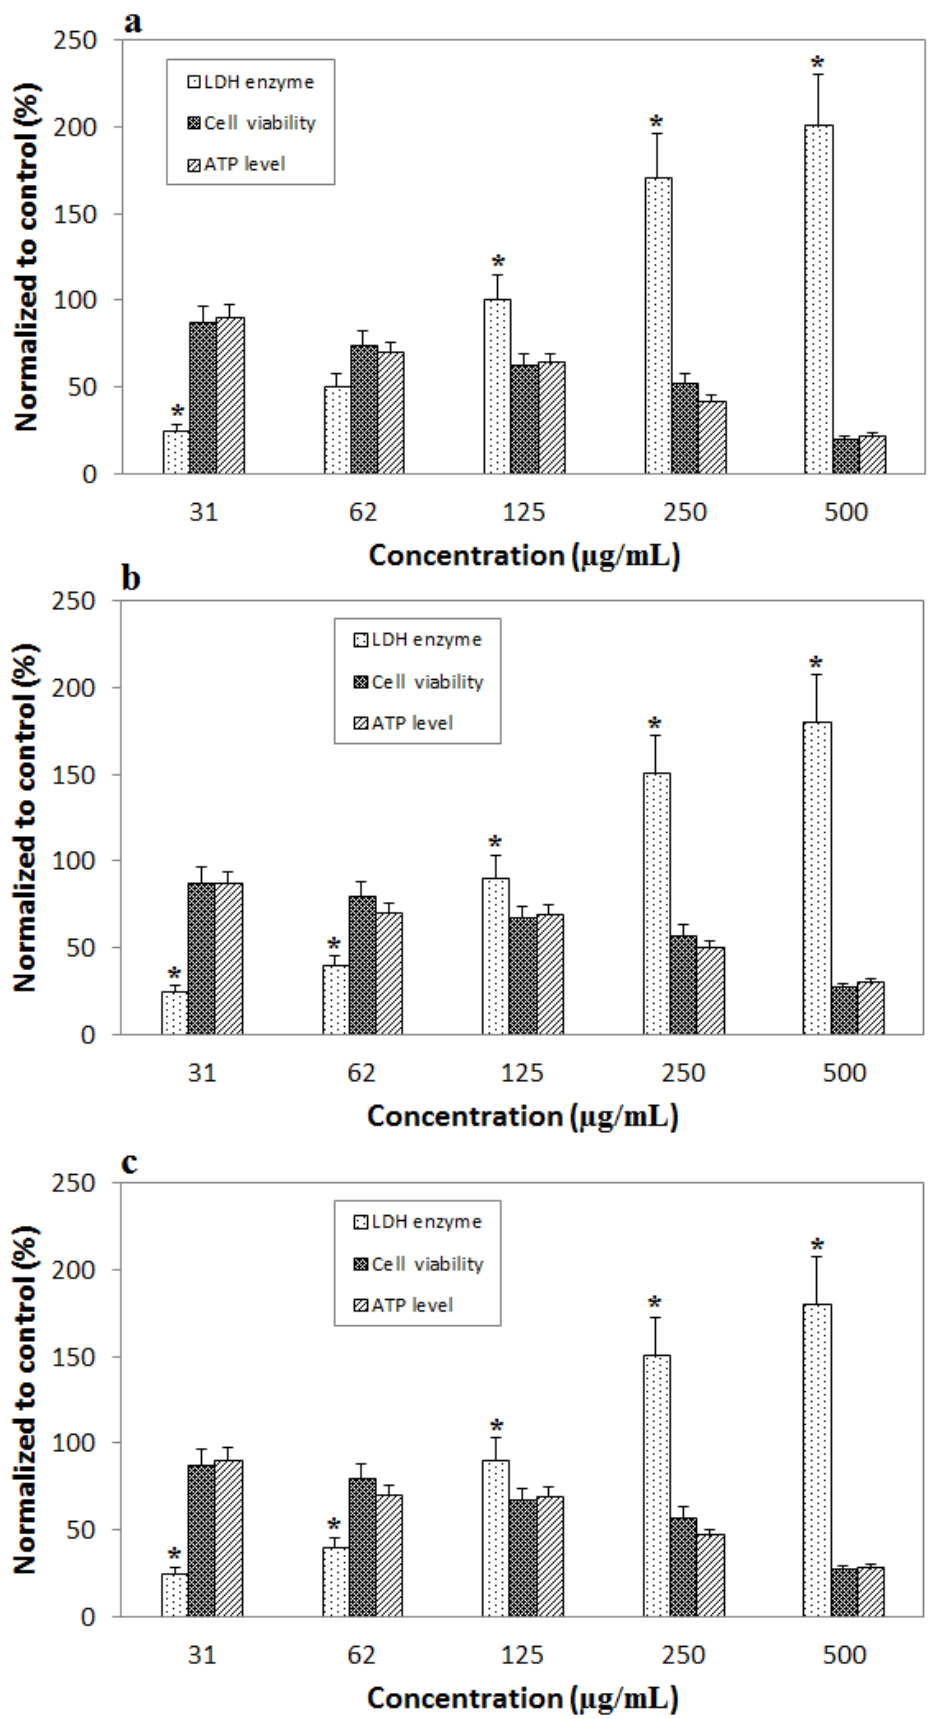 a
250
200
150
100
50
0
Normalized to control (%)
LDH enzyme
Cell viability
ATP level
*
*
*
*
31 62 125 250 500
Concentration (µg/mL)
b
250
200
150
100
50
0
Normalized to control (%)
LDH enzyme
Cell viability
ATP level
*
*
*
*
*
31 62 125 250 500
Concentration (µg/mL)
c
250
200
150
100
50
0
Normalized to control (%)
LDH enzyme
Cell viability
ATP level
*
*
*
*
*
31 62 125 250 500
Concentration (µg/mL)